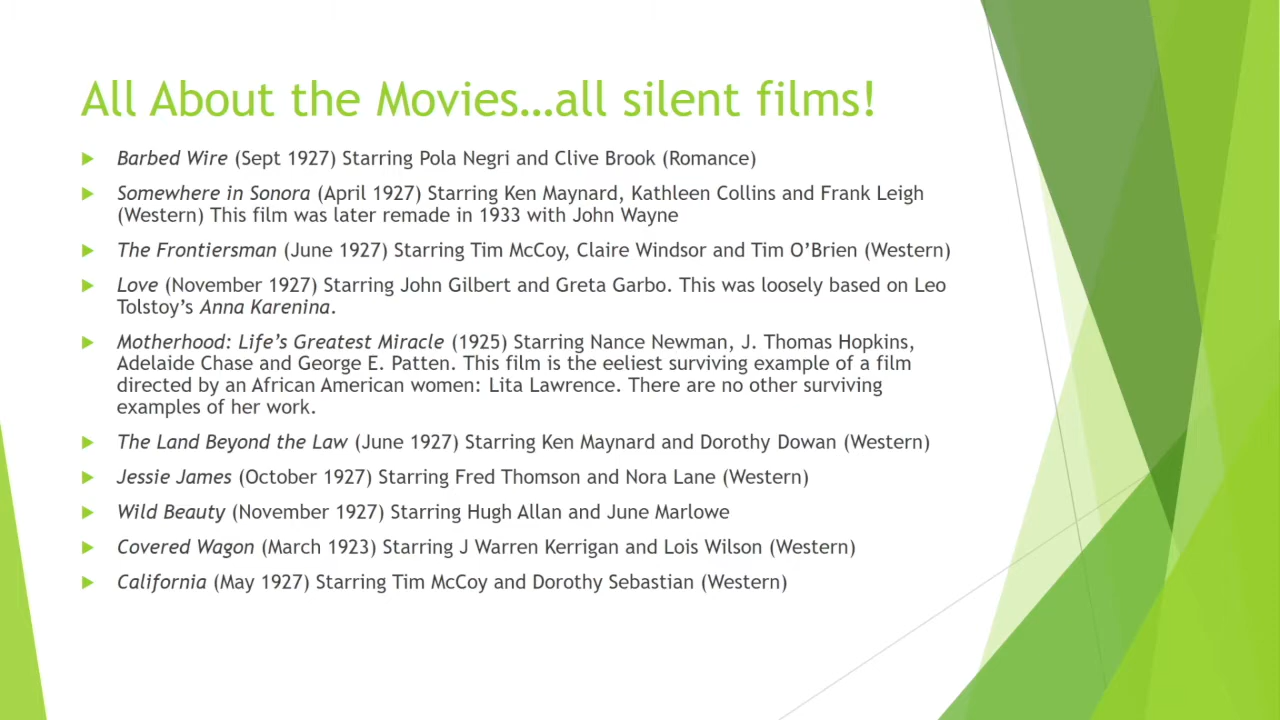 All About the Movies…all silent films!
Barbed Wire (Sept 1927) Starring Pola Negri and Clive Brook (Romance)
Somewhere in Sonora (April 1927) Starring Ken Maynard, Kathleen Collins and Frank Leigh
(Western) This film was later remade in 1933 with John Wayne
The Frontiersman (June 1927) Starring Tim McCoy, Claire Windsor and Tim O’Brien (Western)
Love (November 1927) Starring John Gilbert and Greta Garbo. This was loosely based on Leo
Tolstoy’s Anna Karenina.
Motherhood: Life’s Greatest Miracle (1925) Starring Nance Newman, J. Thomas Hopkins,
Adelaide Chase and George E. Patten. This film is the eeliest surviving example of a film
directed by an African American women: Lita Lawrence. There are no other surviving
examples of her work.
The Land Beyond the Law (June 1927) Starring Ken Maynard and Dorothy Dowan (Western)
Jessie James (October 1927) Starring Fred Thomson and Nora Lane (Western)
Wild Beauty (November 1927) Starring Hugh Allan and June Marlowe
Covered Wagon (March 1923) Starring J Warren Kerrigan and Lois Wilson (Western)
California (May 1927) Starring Tim McCoy and Dorothy Sebastian (Western)